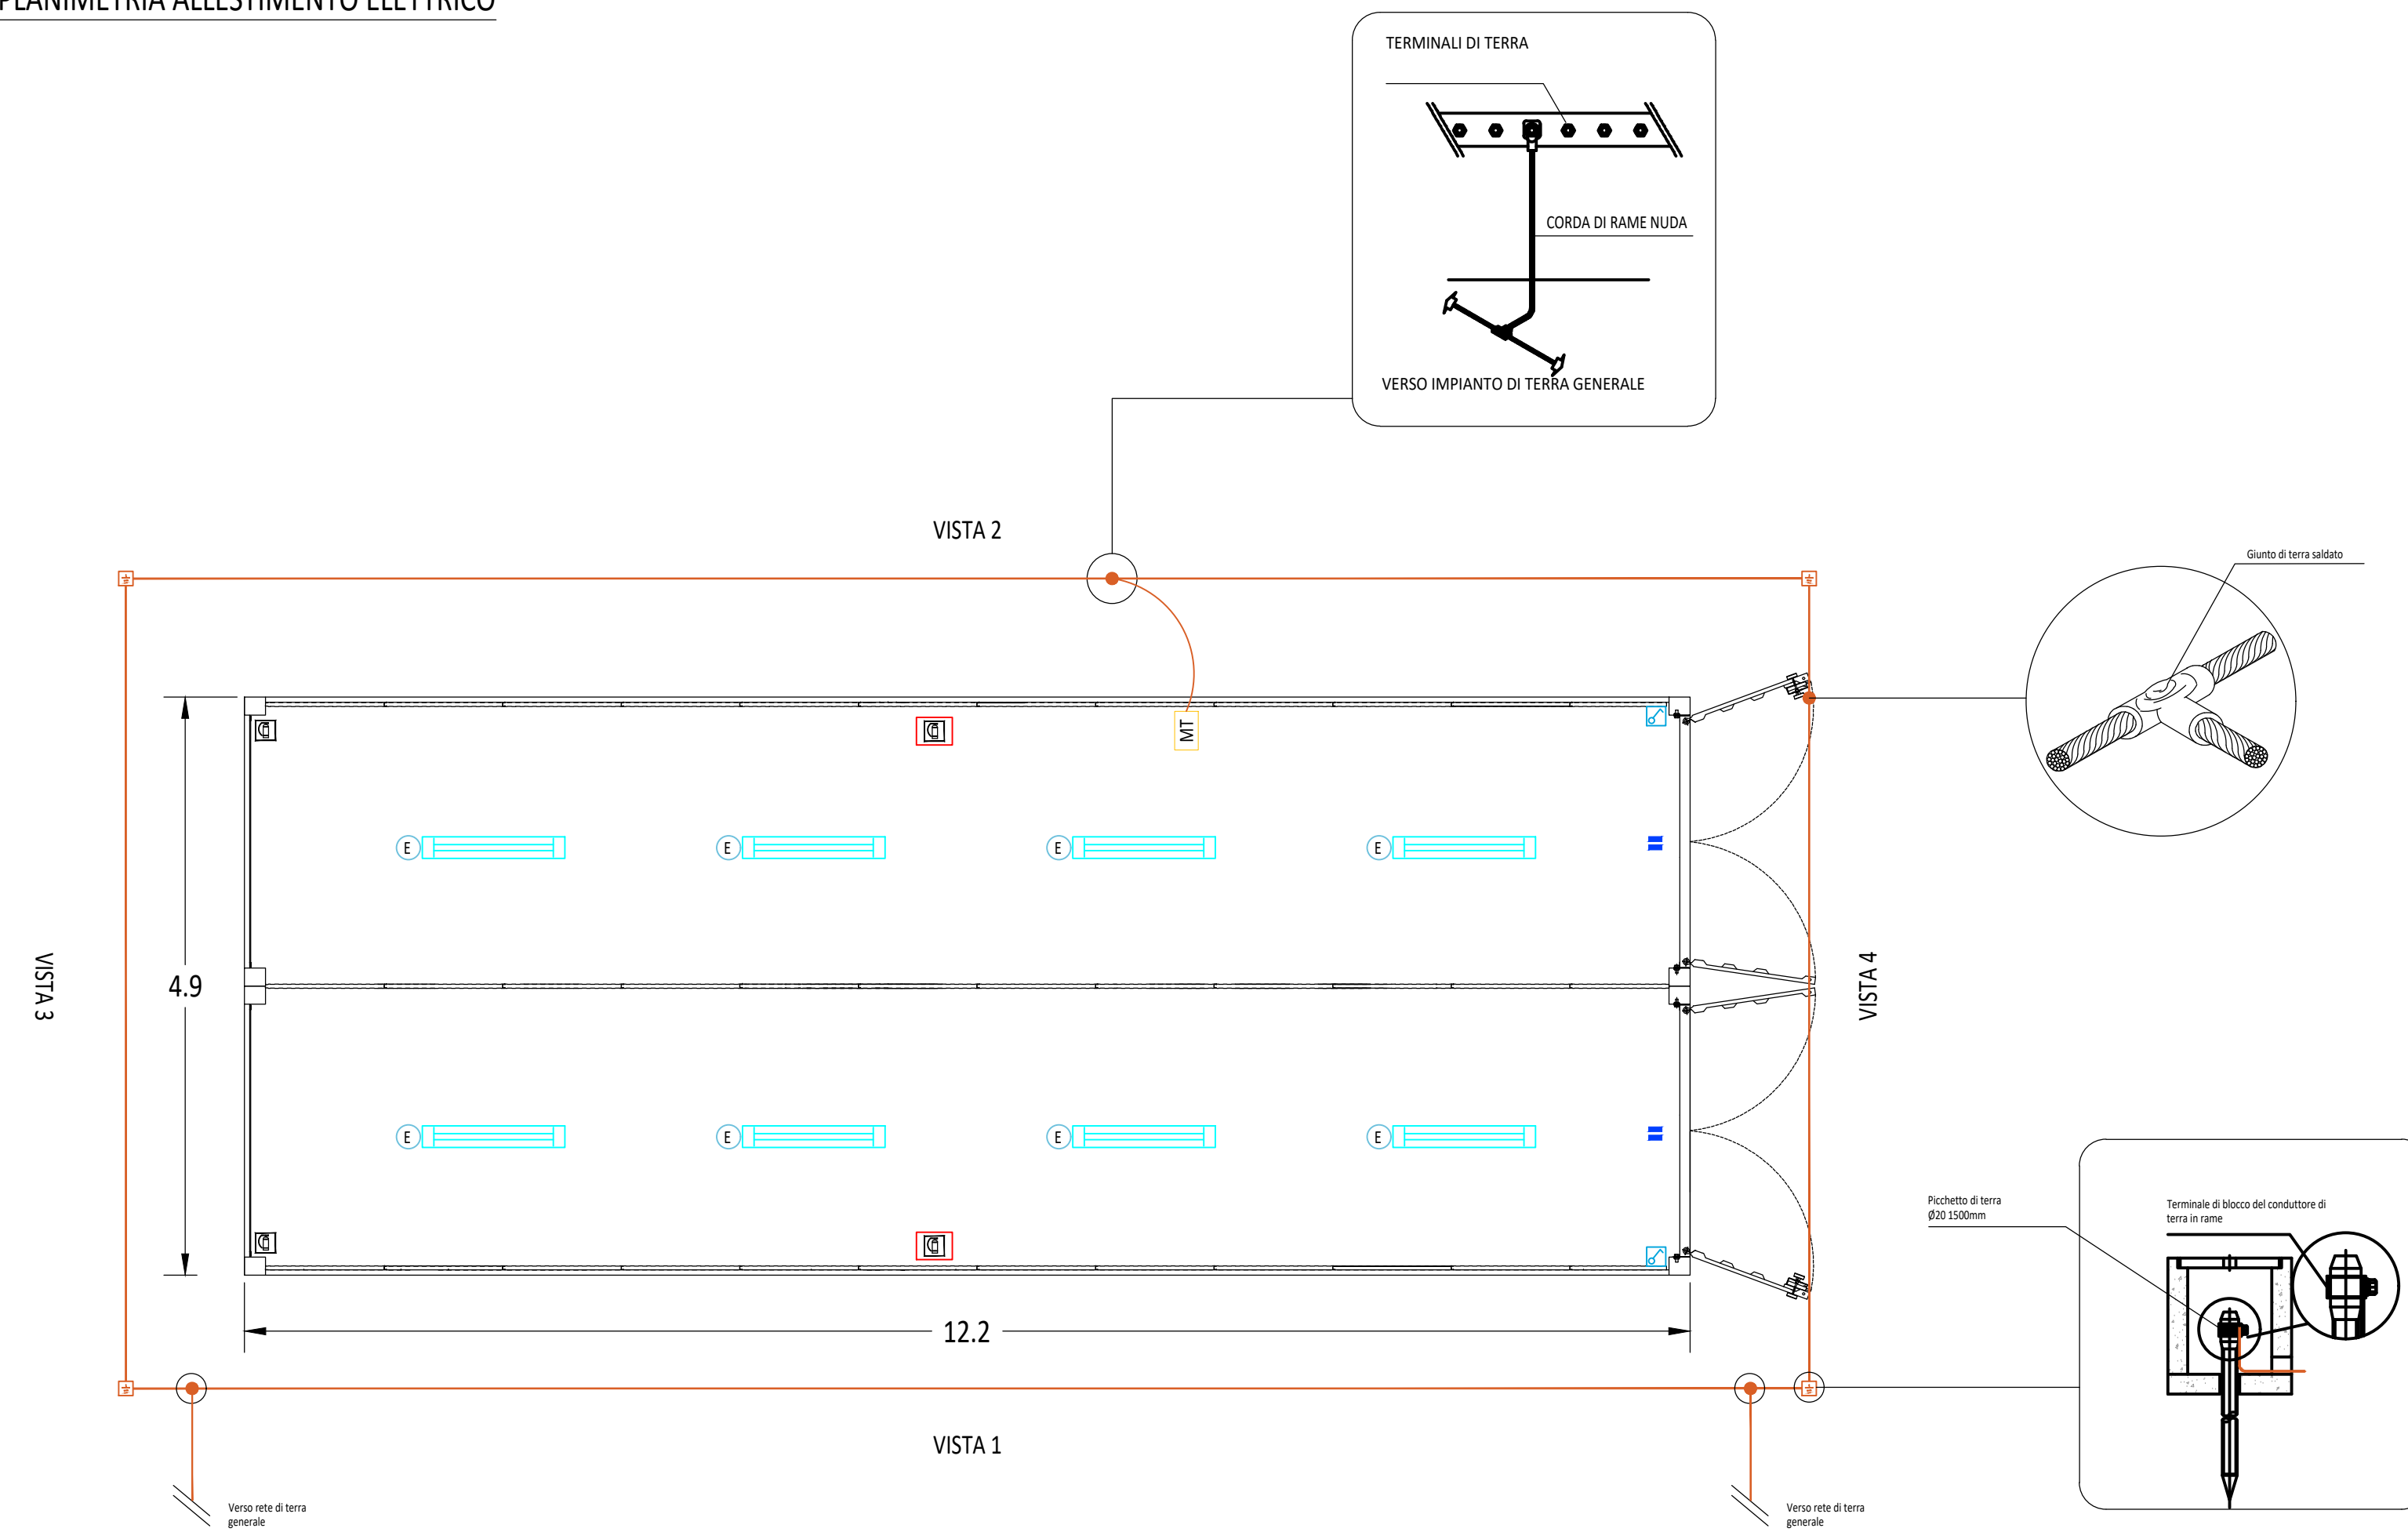 PLANIMETRIA ALLESTIMENTO ELETTRICO
TERMINALI DI TERRA
CORDA DI RAME NUDA
VERSO IMPIANTO DI TERRA GENERALE
VISTA 2
Giunto di terra saldato
MT
E
E
E
E
VISTA 3
4.9
VISTA 4
E
E
E
E
Picchetto di terra
Ø20 1500mm
Terminale di blocco del conduttore di
terra in rame
12.2
VISTA 1
Verso rete di terra
generale
Verso rete di terra
generale